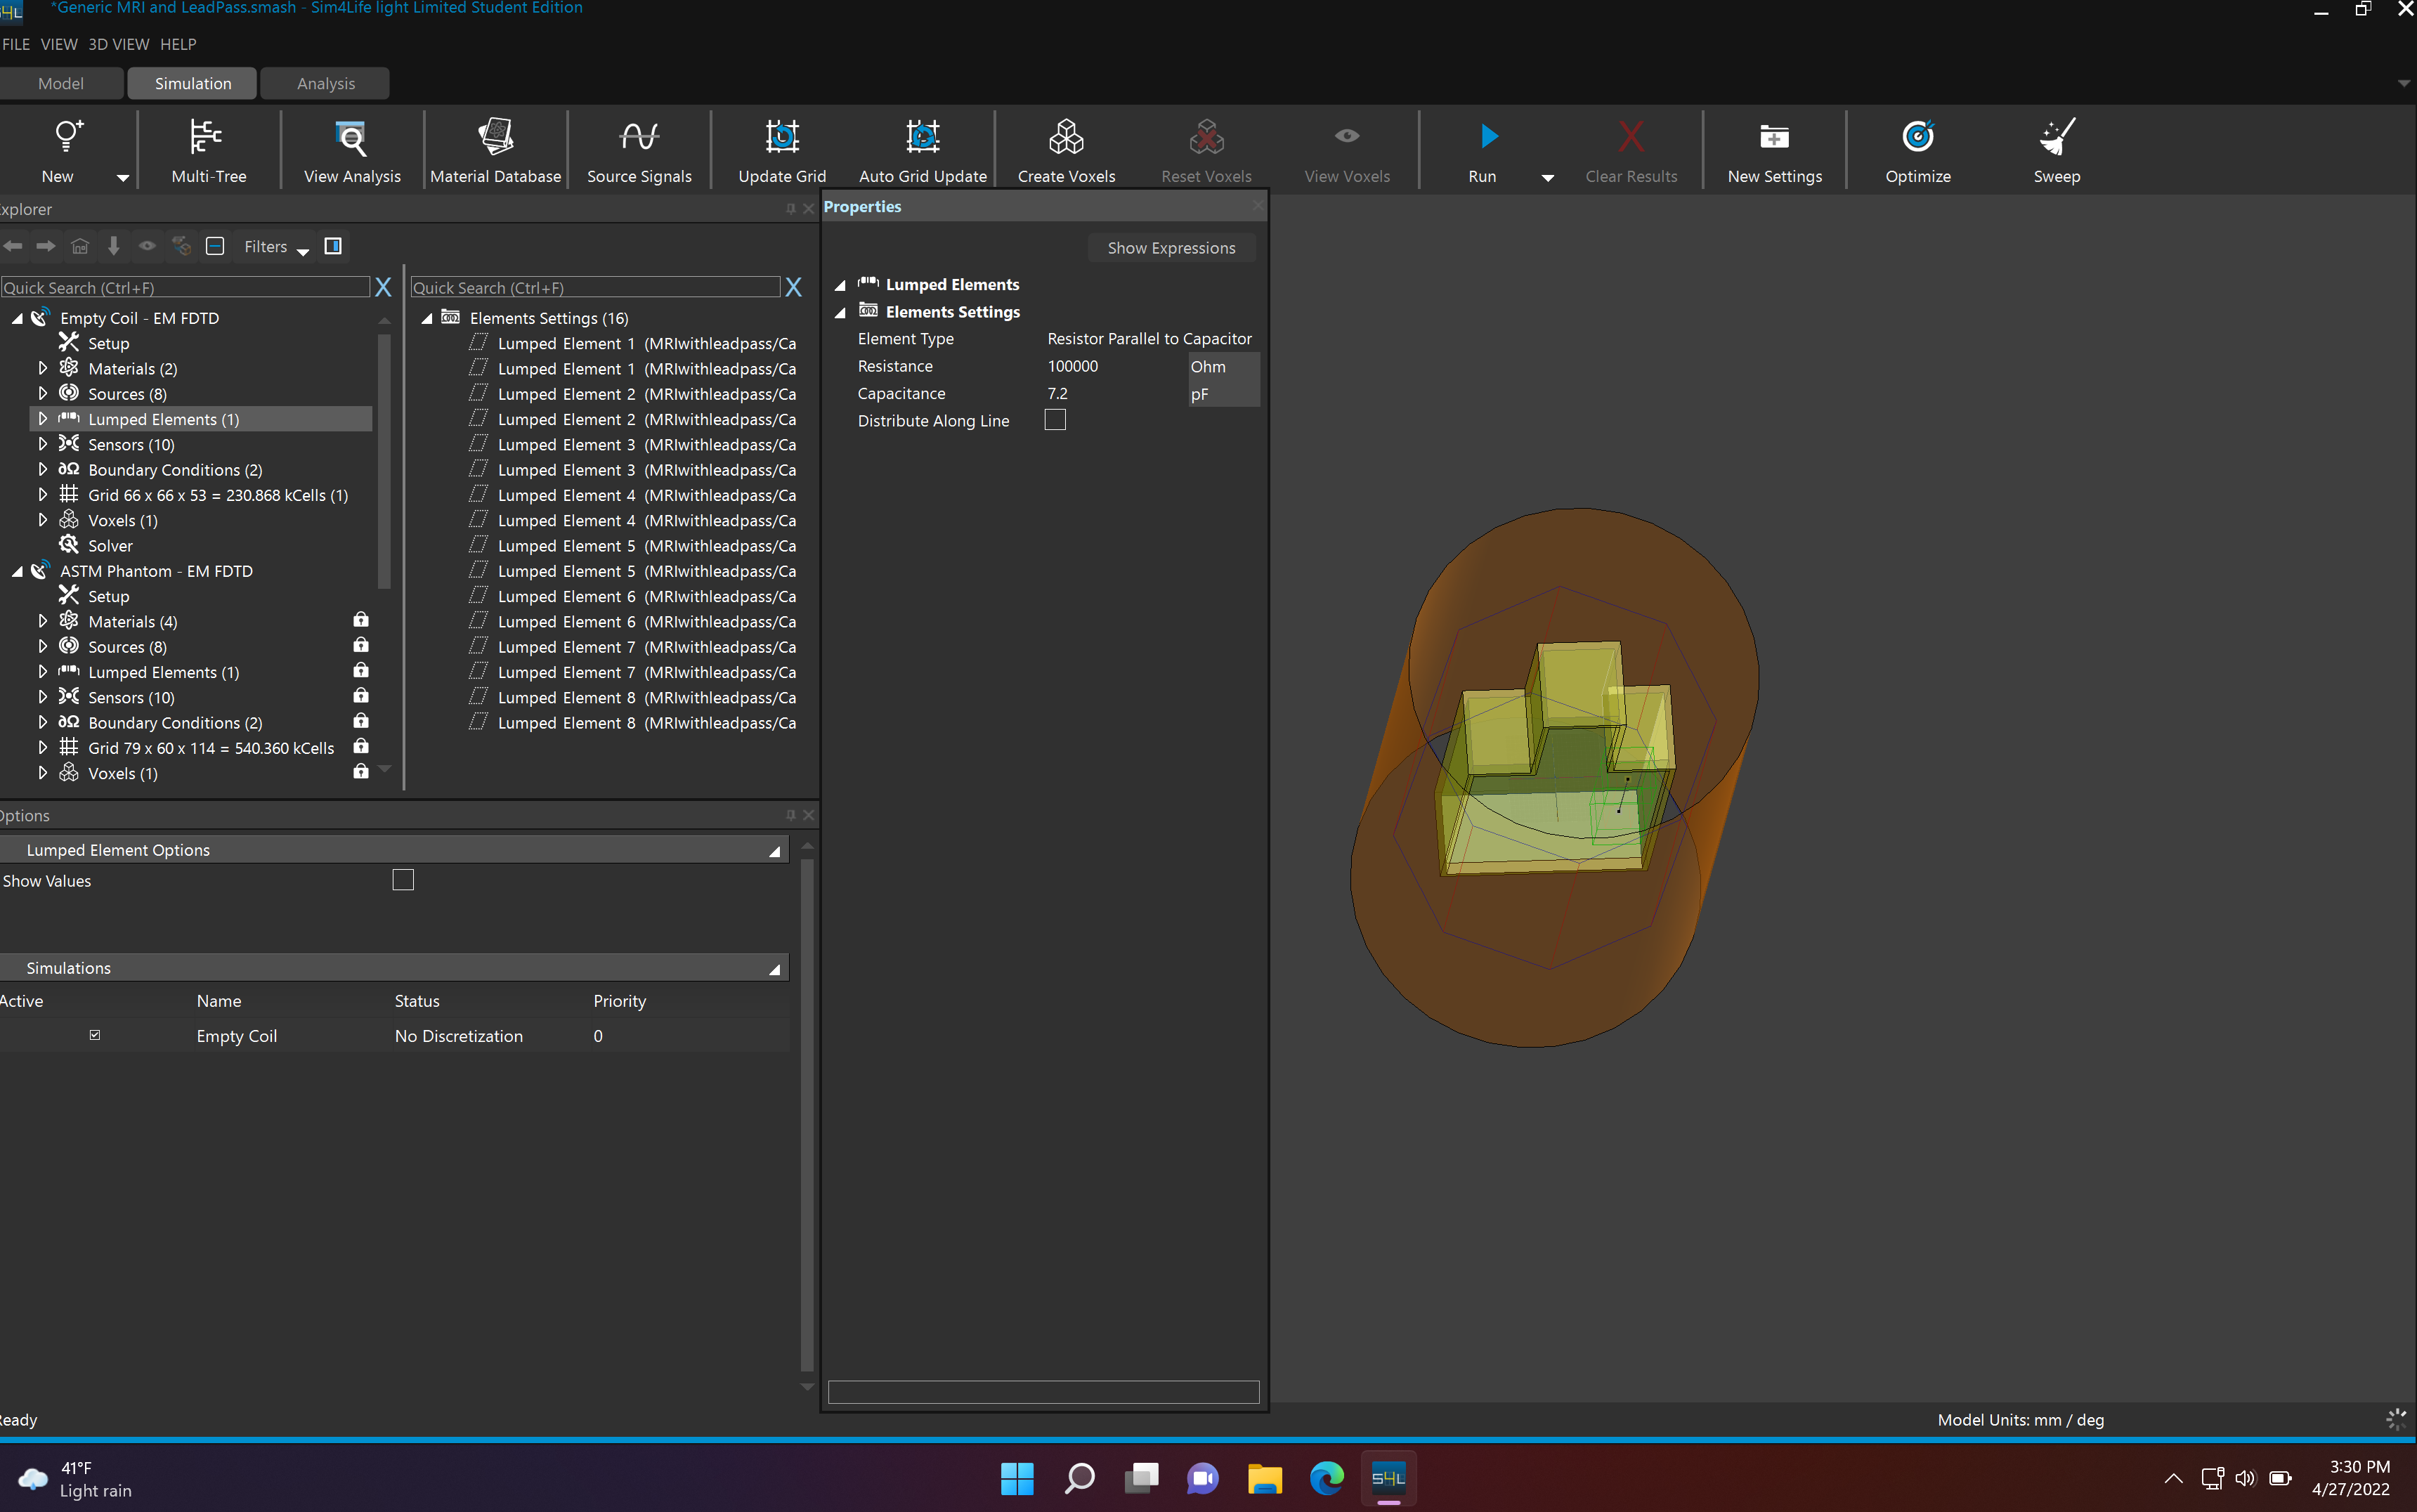 *Generic MRI and LeadPass.smash - Sim4Life light Limited Student Edition
FILE VIEW 3D VIEW HELP
Model Simulation Analysis
New Multi-Tree View Analysis Material Database Source Signals Update Grid Auto Grid Update Create Voxels Reset Voxels View Voxels Run Clear Results New Settings Optimize Sweep
xplorer
Filters
Quick Search (Ctrl+F)
Empty Coil - EM FDTD
Setup
Materials (2)
Sources (8)
Lumped Elements (1)
Sensors (10)
∂Ω Boundary Conditions (2)
Grid 66 x 66 x 53 = 230.868 kCells (1)
Voxels (1)
Solver
ASTM Phantom - EM FDTD
Setup
Materials (4)
Sources (8)
Lumped Elements (1)
Sensors (10)
∂Ω Boundary Conditions (2)
Grid 79 x 60 x 114 = 540.360 kCells
Voxels (1)
Quick Search (Ctrl+F)
Elements Settings (16)
Lumped Element 1 (MRIwithleadpass/Ca
Lumped Element 1 (MRIwithleadpass/Ca
Lumped Element 2 (MRIwithleadpass/Ca
Lumped Element 2 (MRIwithleadpass/Ca
Lumped Element 3 (MRIwithleadpass/Ca
Lumped Element 3 (MRIwithleadpass/Ca
Lumped Element 4 (MRIwithleadpass/Ca
Lumped Element 4 (MRIwithleadpass/Ca
Lumped Element 5 (MRIwithleadpass/Ca
Lumped Element 5 (MRIwithleadpass/Ca
Lumped Element 6 (MRIwithleadpass/Ca
Lumped Element 6 (MRIwithleadpass/Ca
Lumped Element 7 (MRIwithleadpass/Ca
Lumped Element 7 (MRIwithleadpass/Ca
Lumped Element 8 (MRIwithleadpass/Ca
Lumped Element 8 (MRIwithleadpass/Ca
Properties
Show Expressions
Lumped Elements
Elements Settings
Element Type Resistor Parallel to Capacitor
Resistance 100000 Ohm
Capacitance 7.2 pF
Distribute Along Line
Options
Lumped Element Options
Show Values
Simulations
Active Name Status Priority
Empty Coil No Discretization 0
Ready
Model Units: mm / deg
41°F
Light rain
S4L
3:30 PM
4/27/2022